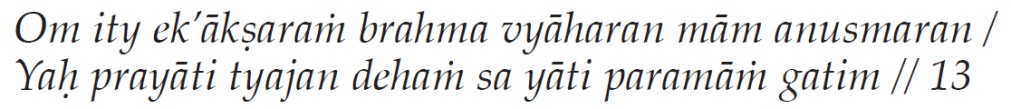 Om ity ek’ākṣaraṁ brahma vyāharan mām anusmaran /
Yaḥ prayāti tyajan dehaṁ sa yāti paramāṁ gatim // 13